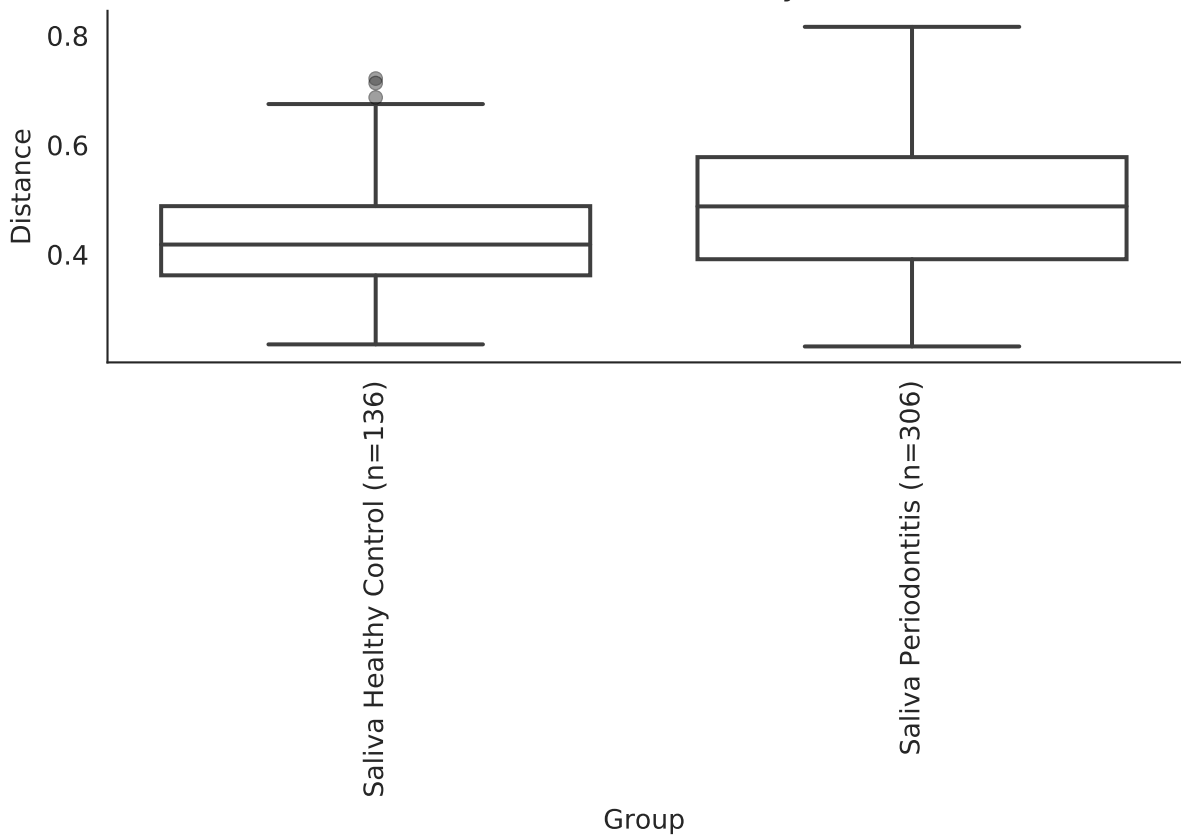 0.8
0.6
0.4
Distance
Saliva Healthy Control (n=136)
Saliva Periodontitis (n=306)
Group